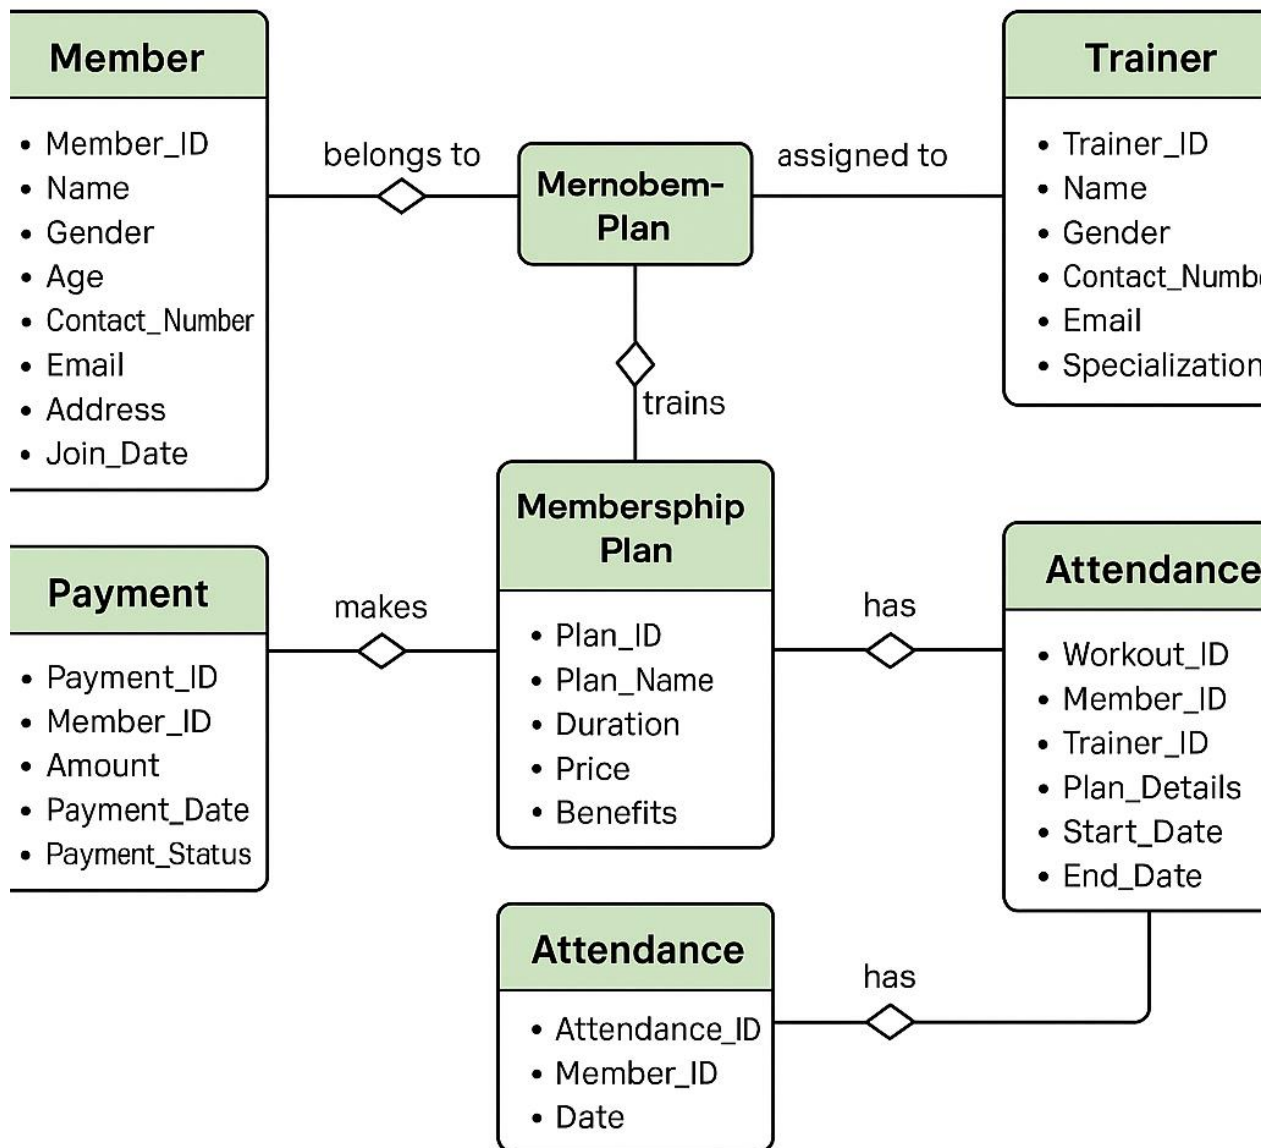 Member
• Member_ID
• Name
• Gender
• Age
• Contact_Number
• Email
• Address
• Join_Date
belongs to
Mernobem-
Plan
assigned to
Trainer
• Trainer_ID
• Name
• Gender
• Contact_Numbe
• Email
• Specialization
trains
Payment
• Payment_ID
• Member_ID
• Amount
• Payment_Date
• Payment_Status
makes
Membersphip
Plan
• Plan_ID
• Plan_Name
• Duration
• Price
• Benefits
has
Attendance
• Workout_ID
• Member_ID
• Trainer_ID
• Plan_Details
• Start_Date
• End_Date
Attendance
• Attendance_ID
• Member_ID
• Date
has